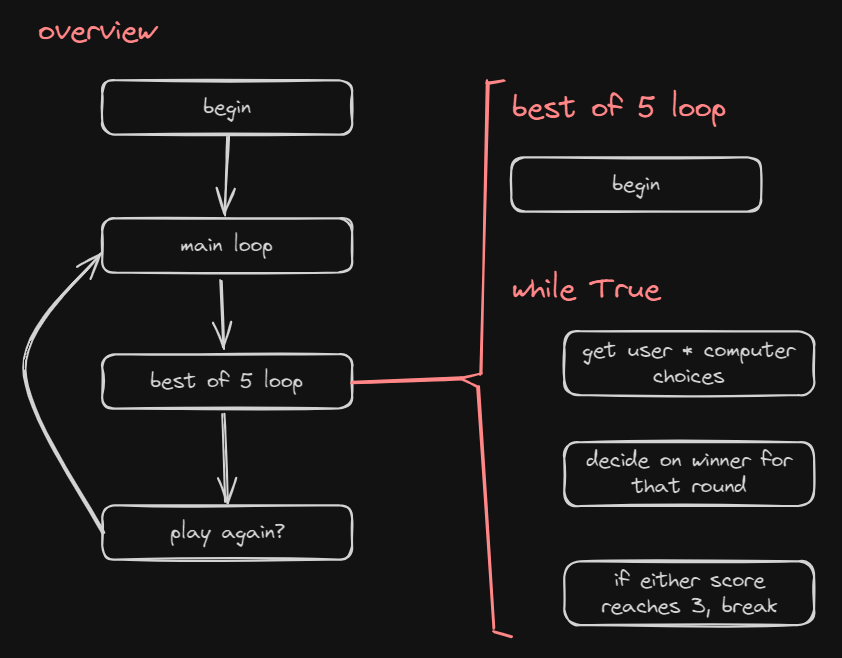 overview
begin
main loop
best of 5 loop
play again?
best of 5 loop
begin
while True
get user * computer
choices
decide on winner for
that round
if either score
reaches 3, break